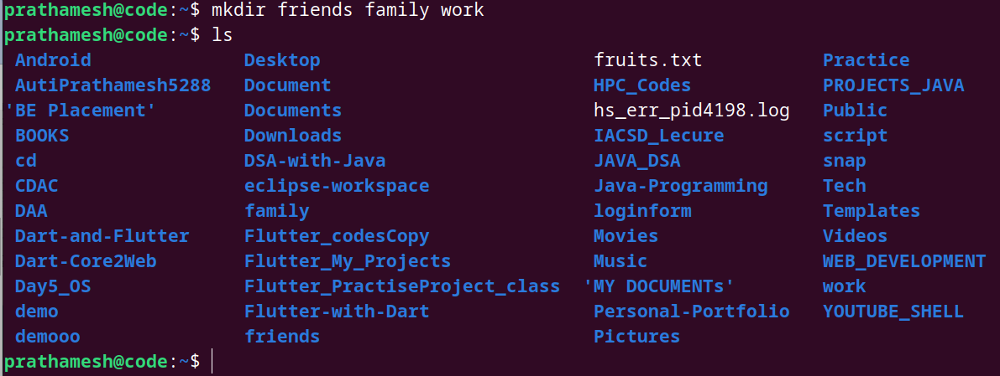 prathamesh@code:~$ mkdir friends family work
prathamesh@code:~$ ls
 Android              Desktop                         fruits.txt           Practice
 AutiPrathamesh5288   Document                        HPC_Codes            PROJECTS_JAVA
'BE Placement'        Documents                       hs_err_pid4198.log   Public
 BOOKS                Downloads                       IACSD_Lecure         script
 cd                   DSA-with-Java                   JAVA_DSA             snap
 CDAC                 eclipse-workspace               Java-Programming     Tech
 DAA                  family                          loginform            Templates
 Dart-and-Flutter     Flutter_codesCopy               Movies               Videos
 Dart-Core2Web        Flutter_My_Projects             Music                WEB_DEVELOPMENT
 Day5_OS              Flutter_PractiseProject_class  'MY DOCUMENTs'        work
 demo                 Flutter-with-Dart               Personal-Portfolio   YOUTUBE_SHELL
 demooo               friends                         Pictures
prathamesh@code:~$